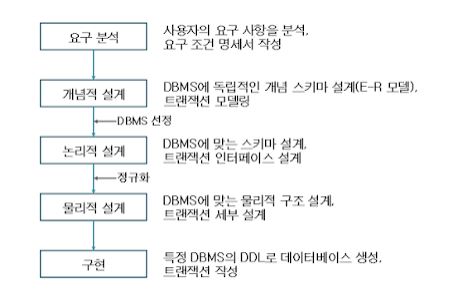 요구 분석
사용자의 요구 사항을 분석,
요구 조건 명세서 작성
개념적 설계
DBMS에 독립적인 개념 스키마 설계(E-R 모델),
트랜잭션 모델링
DBMS 선정
논리적 설계
DBMS에 맞는 스키마 설계,
트랜잭션 인터페이스 설계
정규화
물리적 설계
DBMS에 맞는 물리적 구조 설계,
트랜잭션 세부 설계
구현
특정 DBMS의 DDL로 데이터베이스 생성,
트랜잭션 작성